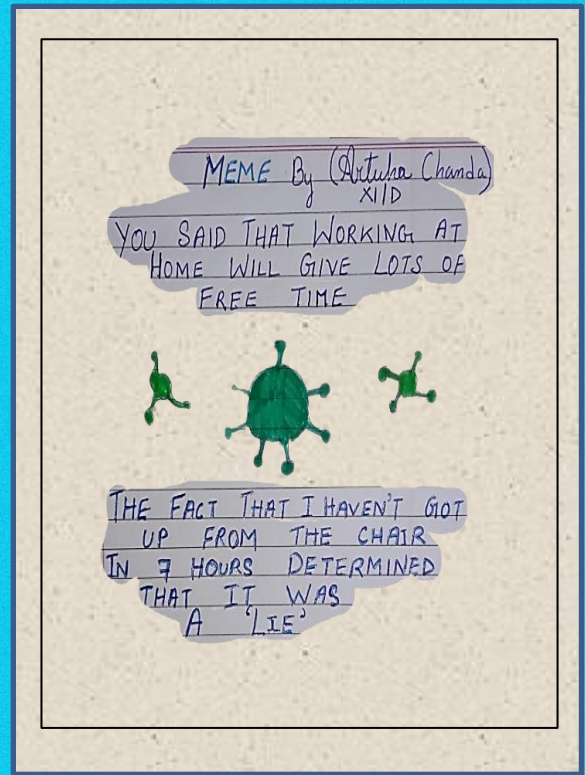 MEME By (Artuha Chanda)
XI/D
YOU SAID THAT WORKING AT
HOME WILL GIVE LOTS OF
FREE TIME
THE FACT THAT I HAVEN'T GOT
UP FROM THE CHAIR
IN 7 HOURS DETERMINED
THAT IT WAS
A 'LIE'